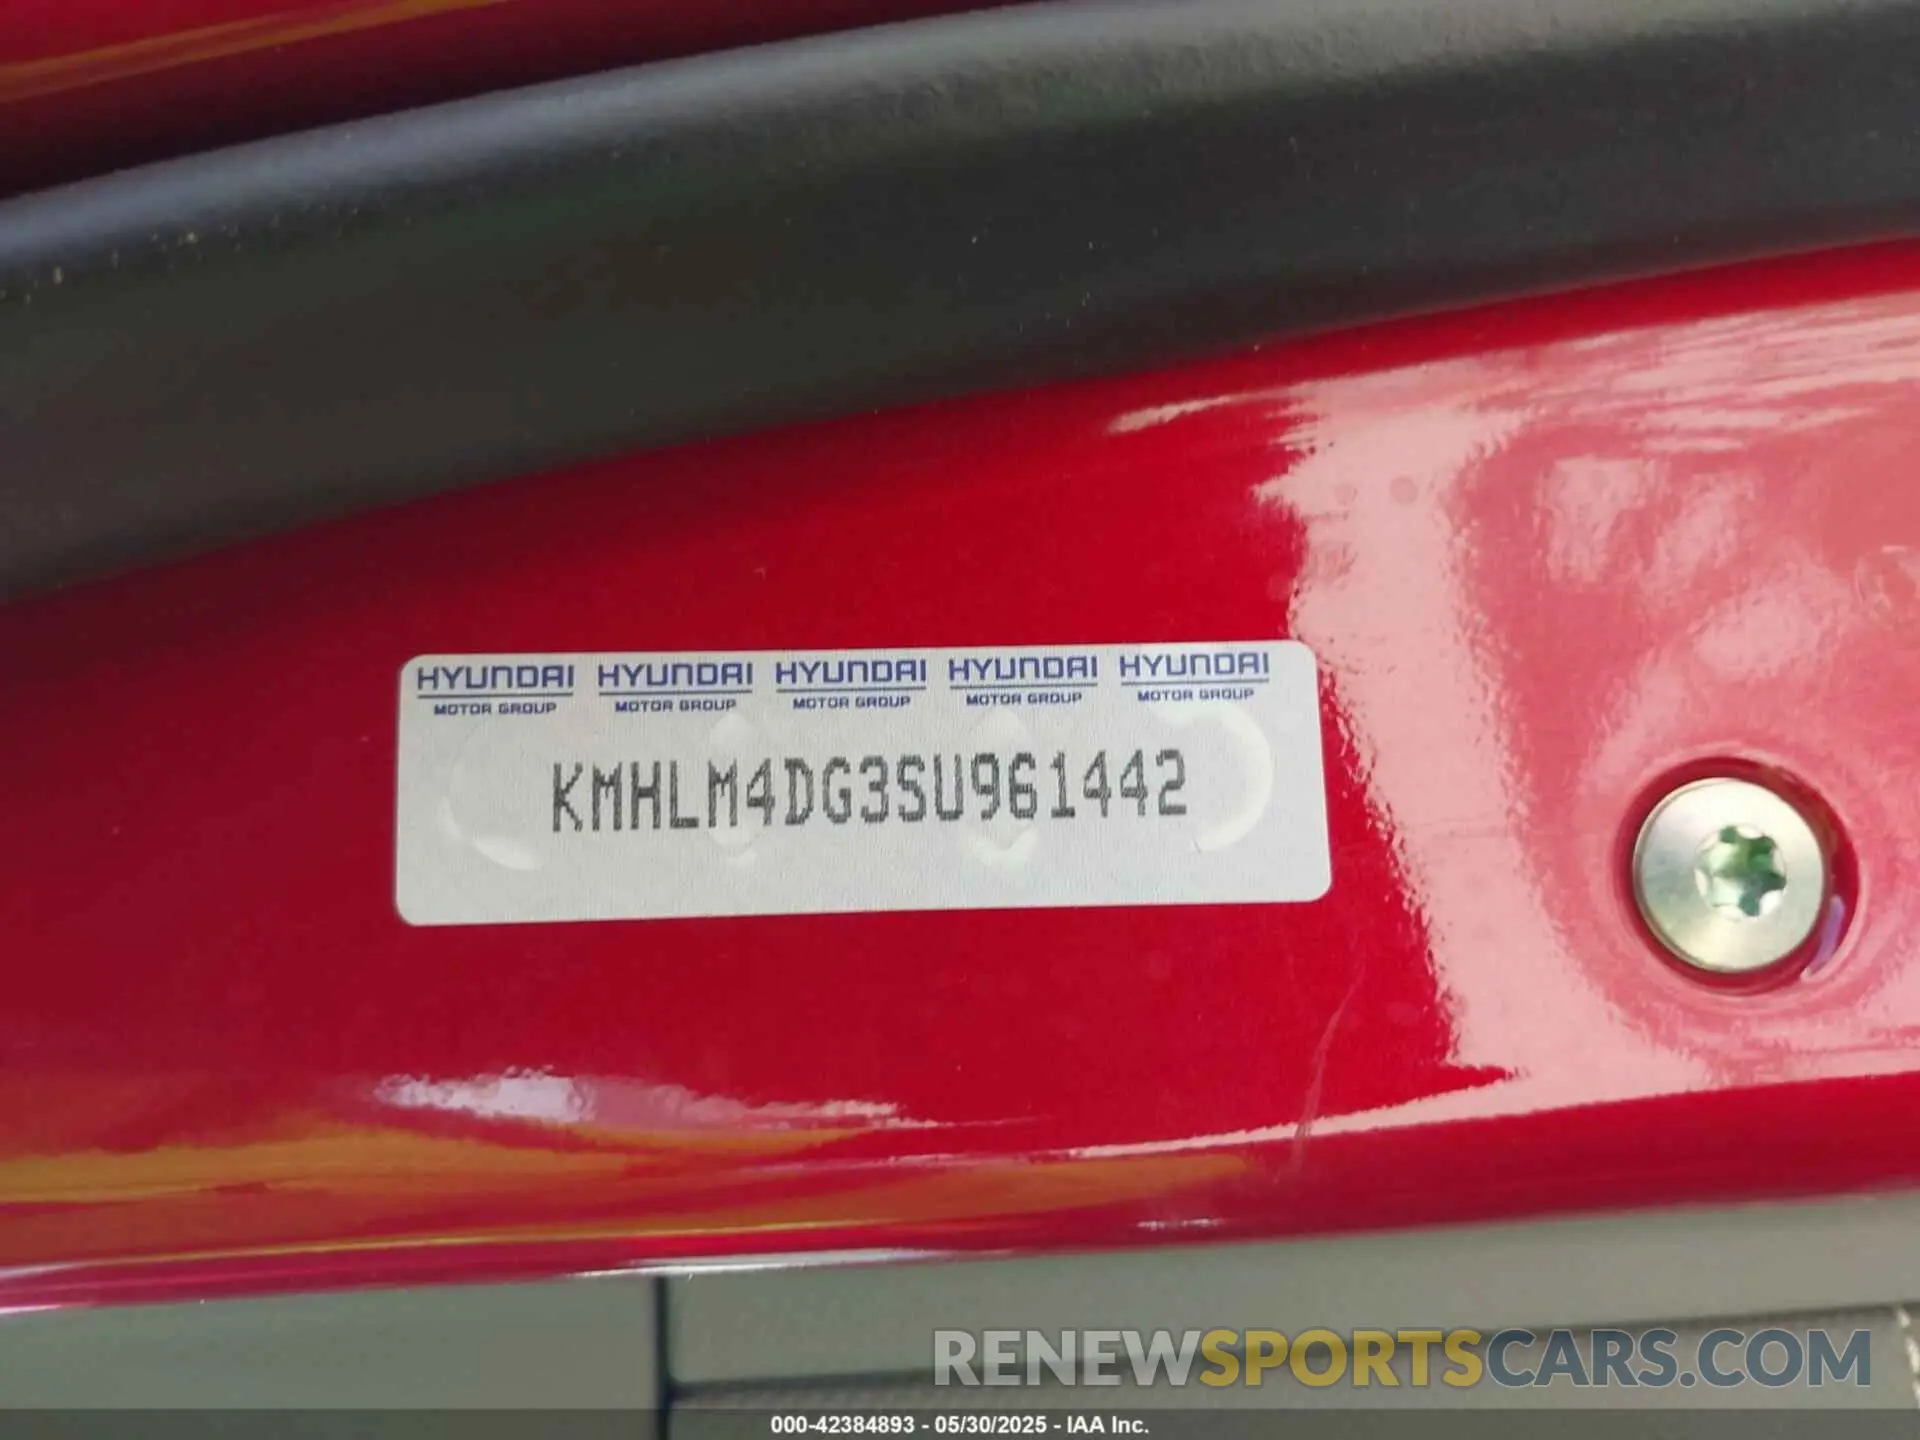 HYUNDAI HYUNDAI HYUNDAI HYUNDAI HYUNDAI
MOTOR GROUP MOTOR GROUP MOTOR GROUP MOTOR GROUP MOTOR GROUP
KMHLM4DG3SU961442
RENEWSPORTSCARS.COM
000-42384893 - 05/30/2025 - IAA Inc.